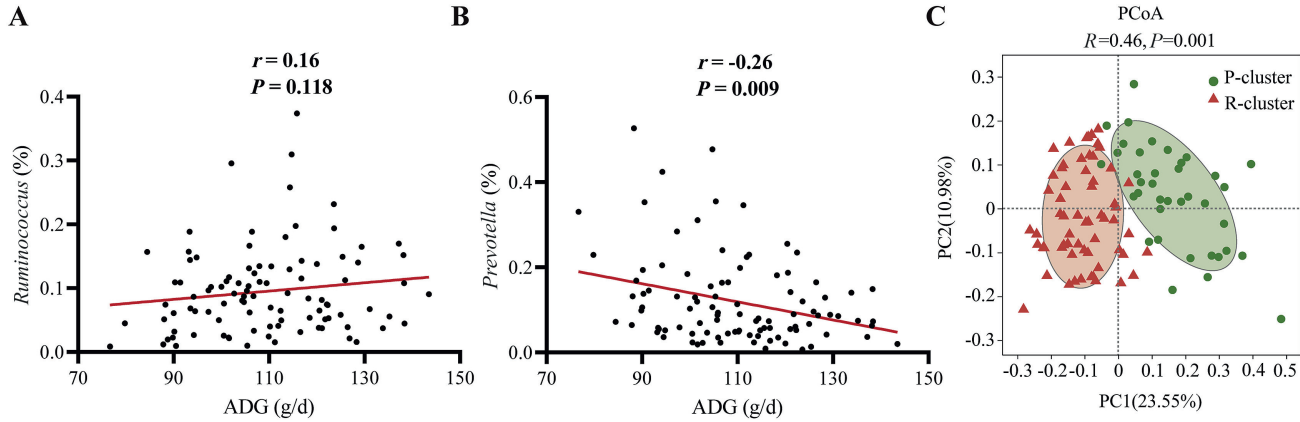 A
r = 0.16
P = 0.118
Ruminococcus (%)
0.4
0.3
0.2
0.1
0.0
70
90
110
130
150
ADG (g/d)
B
r = -0.26
P = 0.009
Prevotella (%)
0.6
0.4
0.2
0.0
70
90
110
130
150
ADG (g/d)
C
PCoA
R=0.46, P=0.001
P-cluster
R-cluster
PC2(10.98%)
0.3
0.2
0.1
0
-0.1
-0.2
-0.3
-0.3
-0.2
-0.1
0
0.1
0.2
0.3
0.4
0.5
PC1(23.55%)